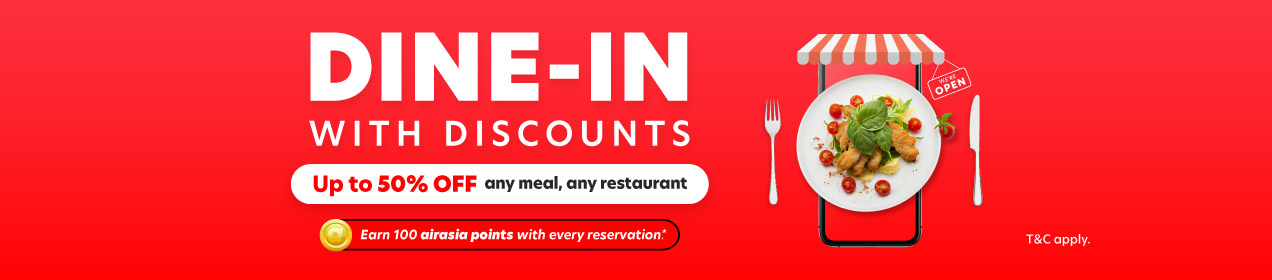 DINE-IN
WITH DISCOUNTS
Up to 50% OFF any meal, any restaurant
Earn 100 airasia points with every reservation.*
WE'RE
OPEN
T&C apply.